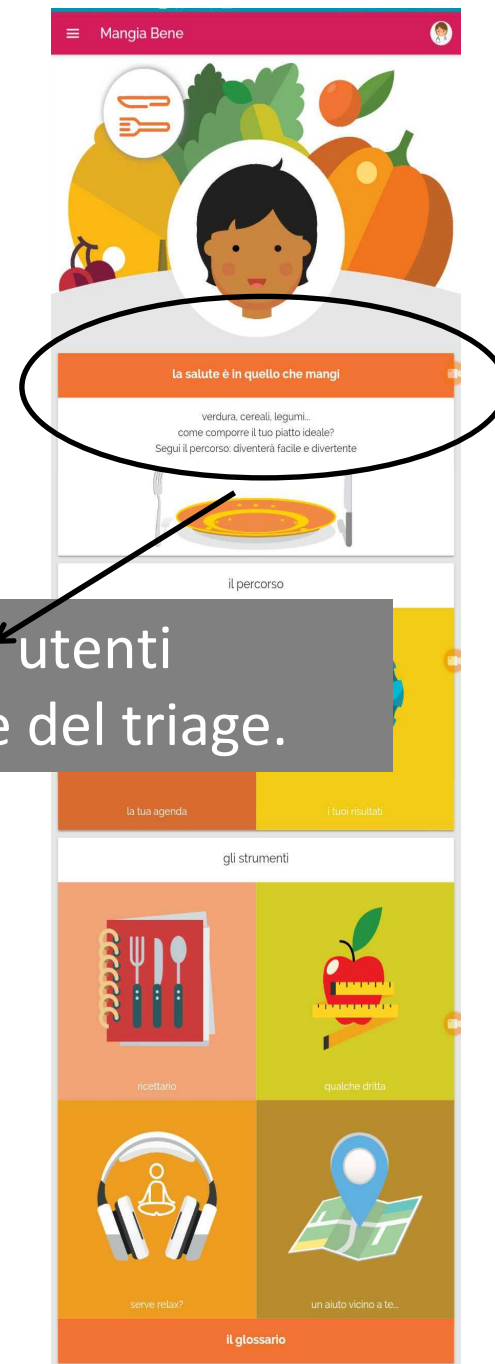 Mangia Bene
la salute è in quello che mangi
verdura, cereali, legumi...
come comporre il tuo piatto ideale?
Segui il percorso: diventerà facile e divertente
il percorso
utenti
e del triage.
la tua agenda
i tuoi risultati
gli strumenti
ricettario
qualche dritta
serve relax?
un aiuto vicino a te...
il glossario